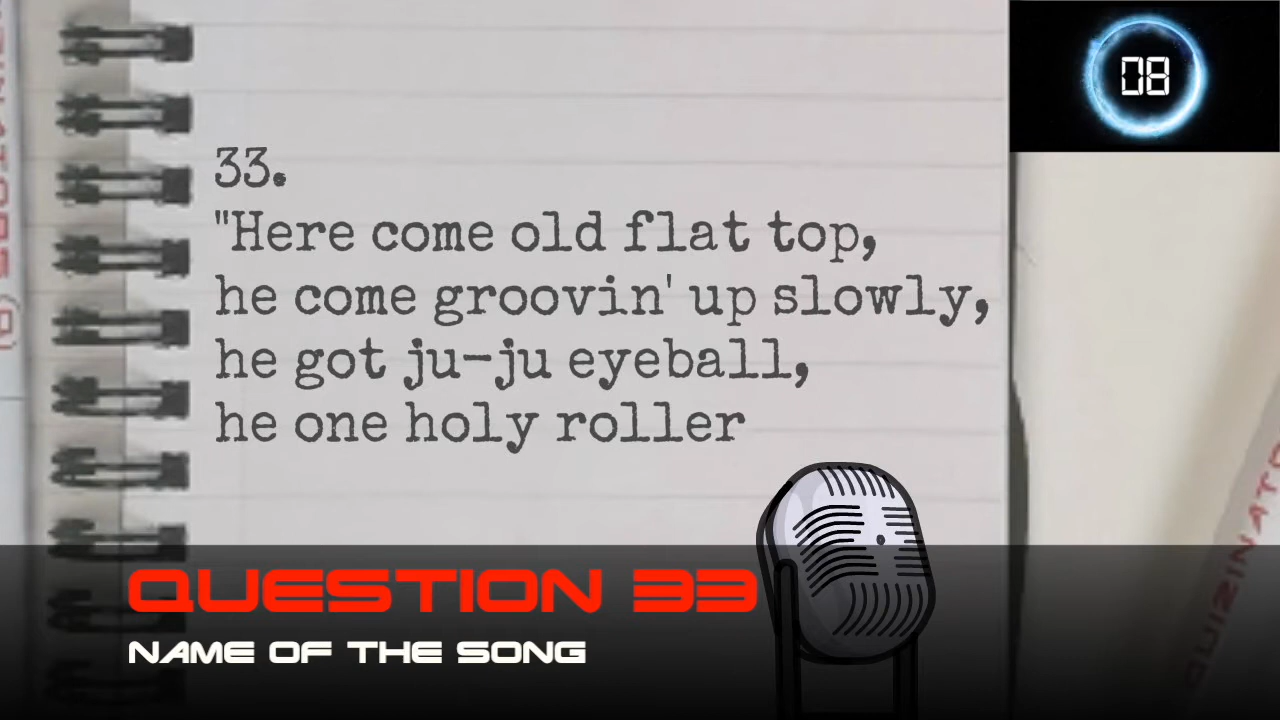 08
33.
"Here come old flat top,
he come groovin' up slowly,
he got ju-ju eyeball,
he one holy roller
QUESTION 33
NAME OF THE SONG
QUIZINATO